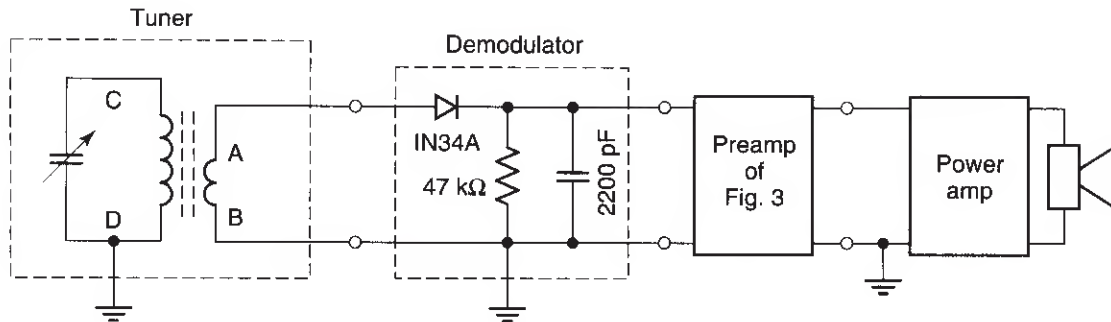 Tuner
Demodulator
C
A
B
D
IN34A
47 kΩ
2200 pF
Preamp
of
Fig. 3
Power
amp